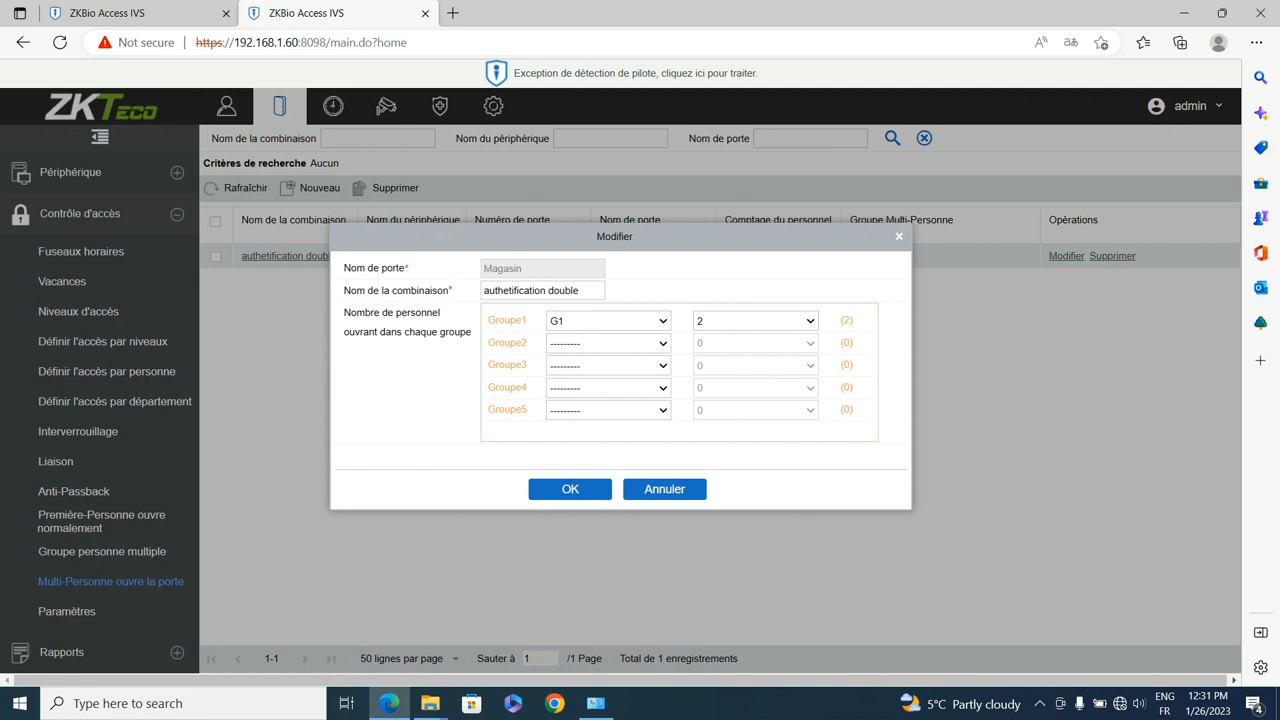 ZKBio Access IVS
ZKBio Access IVS
Not secure
https://192.168.1.60:8098/main.do?home
Exception de détection de pilote, cliquez ici pour traiter.
ZKTECO
admin
Nom de la combinaison
Nom du périphérique
Nom de porte
Critères de recherche Aucun
Rafraîchir
Nouveau
Supprimer
Nom de la combinaison
Nom du périphérique
Numéro de porte
Nom de porte
Comptage du personnel
Groupe Multi-Personne
Opérations
authetification doub
Modifier Supprimer
Périphérique
Contrôle d'accès
Fuseaux horaires
Vacances
Niveaux d'accès
Définir l'accès par niveaux
Définir l'accès par personne
Définir l'accès par département
Interverrouillage
Liaison
Anti-Passback
Première-Personne ouvre
normalement
Groupe personne multiple
Multi-Personne ouvre la porte
Paramètres
Rapports
Modifier
Nom de porte*
Magasin
Nom de la combinaison*
authetification double
Nombre de personnel
ouvrant dans chaque groupe
Groupe1 G1 2 (2)
Groupe2 --------- 0 (0)
Groupe3 --------- 0 (0)
Groupe4 --------- 0 (0)
Groupe5 --------- 0 (0)
OK
Annuler
1-1
50 lignes par page
Sauter à 1 /1 Page
Total de 1 enregistrements
Type here to search
5°C Partly cloudy
ENG
FR
12:31 PM
1/26/2023
4